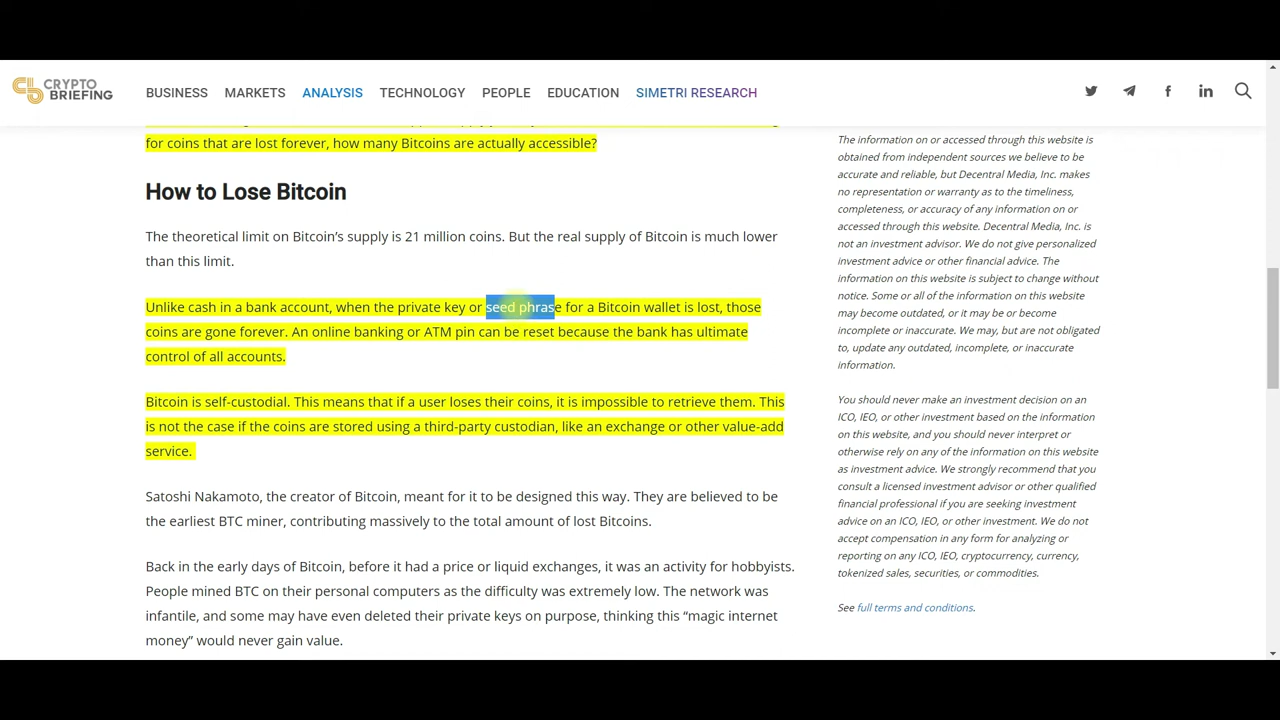 CRYPTO
BRIEFING
BUSINESS MARKETS ANALYSIS TECHNOLOGY PEOPLE EDUCATION SIMETRI RESEARCH
for coins that are lost forever, how many Bitcoins are actually accessible?
How to Lose Bitcoin
The theoretical limit on Bitcoin’s supply is 21 million coins. But the real supply of Bitcoin is much lower
than this limit.
Unlike cash in a bank account, when the private key or seed phrase for a Bitcoin wallet is lost, those
coins are gone forever. An online banking or ATM pin can be reset because the bank has ultimate
control of all accounts.
Bitcoin is self-custodial. This means that if a user loses their coins, it is impossible to retrieve them. This
is not the case if the coins are stored using a third-party custodian, like an exchange or other value-add
service.
Satoshi Nakamoto, the creator of Bitcoin, meant for it to be designed this way. They are believed to be
the earliest BTC miner, contributing massively to the total amount of lost Bitcoins.
Back in the early days of Bitcoin, before it had a price or liquid exchanges, it was an activity for hobbyists.
People mined BTC on their personal computers as the difficulty was extremely low. The network was
infantile, and some may have even deleted their private keys on purpose, thinking this “magic internet
money” would never gain value.
The information on or accessed through this website is
obtained from independent sources we believe to be
accurate and reliable, but Decentral Media, Inc. makes
no representation or warranty as to the timeliness,
completeness, or accuracy of any information on or
accessed through this website. Decentral Media, Inc. is
not an investment advisor. We do not give personalized
investment advice or other financial advice. The
information on this website is subject to change without
notice. Some or all of the information on this website
may become outdated, or it may be or become
incomplete or inaccurate. We may, but are not obligated
to, update any outdated, incomplete, or inaccurate
information.
You should never make an investment decision on an
ICO, IEO, or other investment based on the information
on this website, and you should never interpret or
otherwise rely on any of the information on this website
as investment advice. We strongly recommend that you
consult a licensed investment advisor or other qualified
financial professional if you are seeking investment
advice on an ICO, IEO, or other investment. We do not
accept compensation in any form for analyzing or
reporting on any ICO, IEO, cryptocurrency, currency,
tokenized sales, securities, or commodities.
See full terms and conditions.